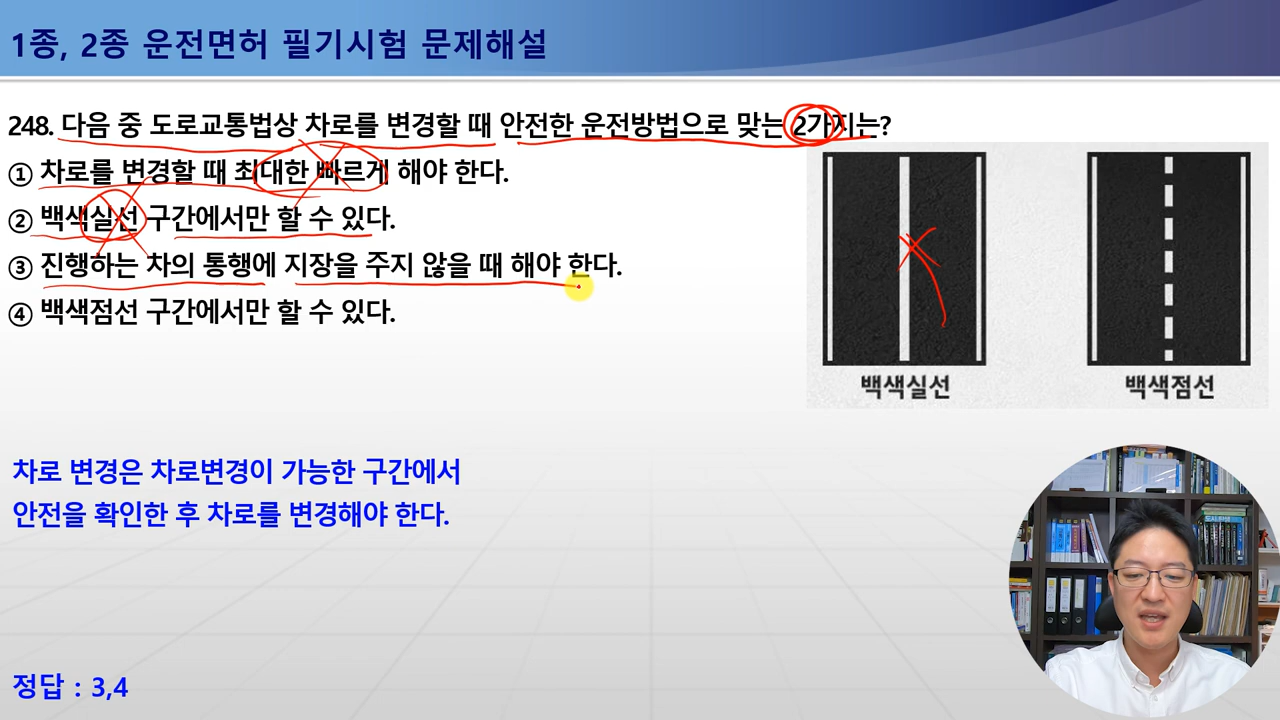 1종, 2종 운전면허 필기시험 문제해설
248. 다음 중 도로교통법상 차로를 변경할 때 안전한 운전방법으로 맞는 2가지는?
① 차로를 변경할 때 최대한 빠르게 해야 한다.
② 백색실선 구간에서만 할 수 있다.
③ 진행하는 차의 통행에 지장을 주지 않을 때 해야 한다.
④ 백색점선 구간에서만 할 수 있다.
백색실선
백색점선
차로 변경은 차로변경이 가능한 구간에서
안전을 확인한 후 차로를 변경해야 한다.
정답 : 3,4